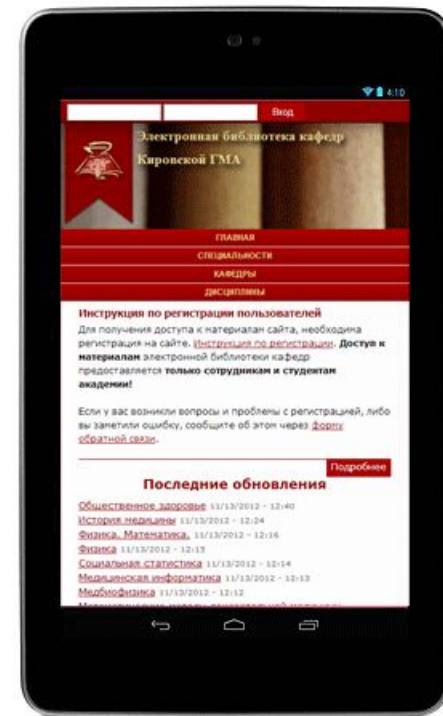 4:10
Вход
Электронная библиотека кафедр
Кировской ГМА
ГЛАВНАЯ
СПЕЦИАЛЬНОСТИ
КАФЕДРЫ
ДИСЦИПЛИНЫ
Инструкция по регистрации пользователей
Для получения доступа к материалам сайта, необходима
регистрация на сайте. Инструкция по регистрации. Доступ к
материалам электронной библиотеки кафедр
предоставляется только сотрудникам и студентам
академии!
Если у вас возникли вопросы и проблемы с регистрацией, либо
вы заметили ошибку, сообщите об этом через форму
обратной связи.
Подробнее
Последние обновления
Общественное здоровье 11/13/2012 - 12:40
История медицины 11/13/2012 - 12:24
Физика. Математика. 11/13/2012 - 12:16
Физика 11/13/2012 - 12:15
Социальная статистика 11/13/2012 - 12:14
Медицинская информатика 11/13/2012 - 12:13
Медбиофизика 11/13/2012 - 12:12